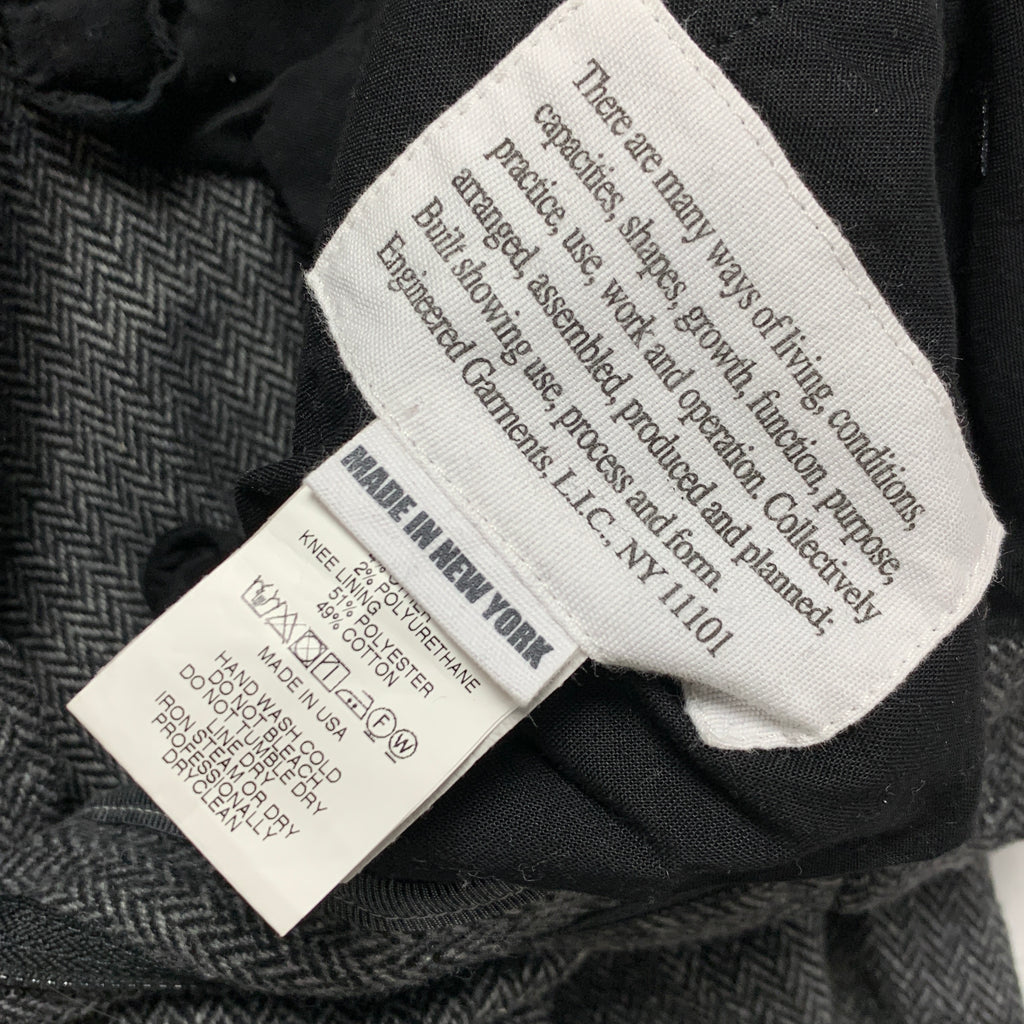 There are many ways of living, conditions,
capacities, shapes, growth, function, purpose,
practice, use, work and operation. Collectively
arranged, assembled, produced and planned;
Built showing use, process and form.
Engineered Garments, L.L.C., NY 11101
MADE IN NEW YORK
2% POLYURETHANE
KNEE LINING
51% POLYESTER
49% COTTON
F W
MADE IN USA
HAND WASH COLD
DO NOT BLEACH,
DO NOT TUMBLE DRY
LINE DRY
IRON STEAM OR DRY
PROFESSIONALLY
DRYCLEAN